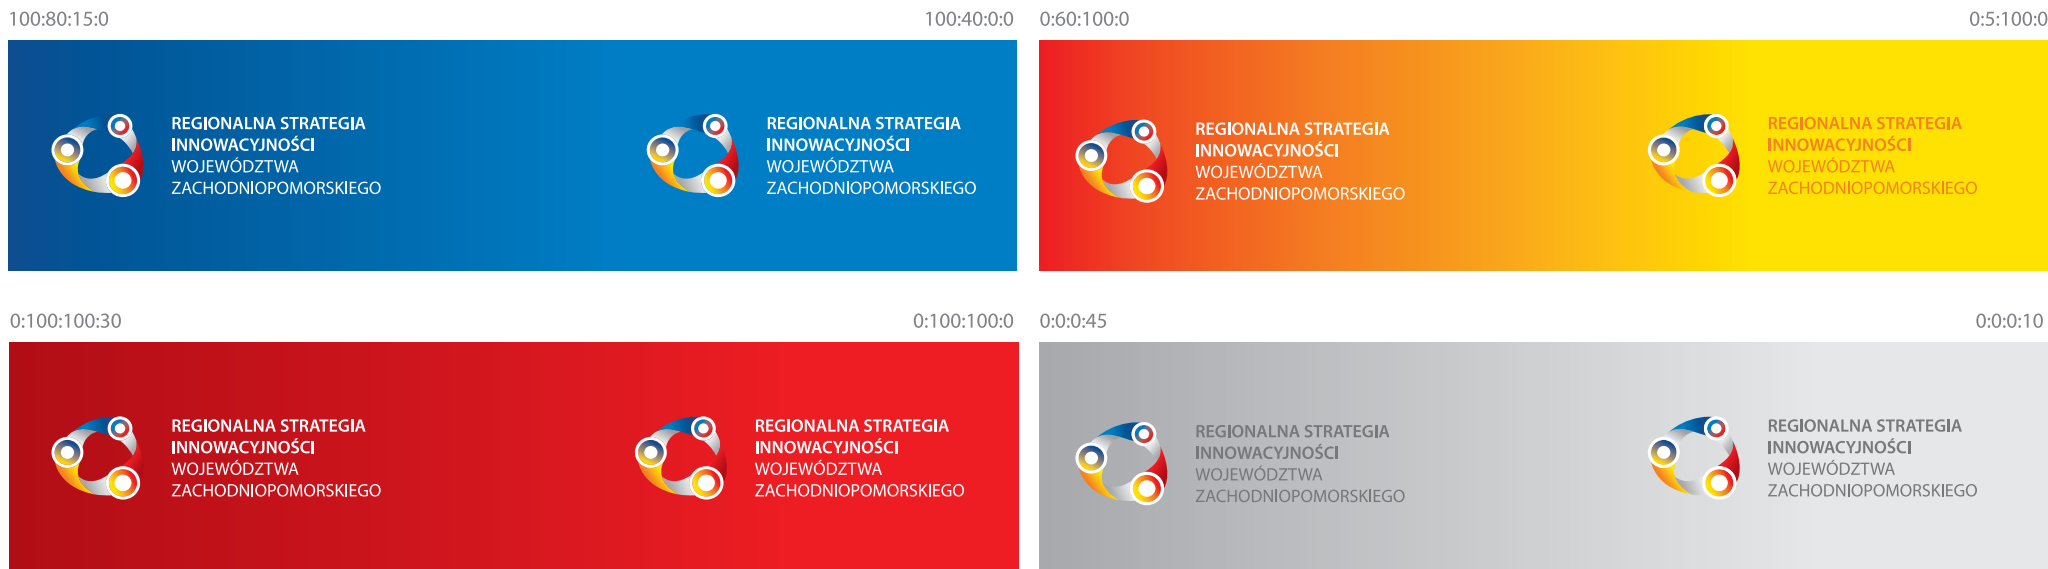 100:80:15:0
100:40:0:0
REGIONALNA STRATEGIA
INNOWACYJNOŚCI
WOJEWÓDZTWA
ZACHODNIOPOMORSKIEGO
REGIONALNA STRATEGIA
INNOWACYJNOŚCI
WOJEWÓDZTWA
ZACHODNIOPOMORSKIEGO
0:60:100:0
0:5:100:0
REGIONALNA STRATEGIA
INNOWACYJNOŚCI
WOJEWÓDZTWA
ZACHODNIOPOMORSKIEGO
REGIONALNA STRATEGIA
INNOWACYJNOŚCI
WOJEWÓDZTWA
ZACHODNIOPOMORSKIEGO
0:100:100:30
0:100:100:0
REGIONALNA STRATEGIA
INNOWACYJNOŚCI
WOJEWÓDZTWA
ZACHODNIOPOMORSKIEGO
REGIONALNA STRATEGIA
INNOWACYJNOŚCI
WOJEWÓDZTWA
ZACHODNIOPOMORSKIEGO
0:0:0:45
0:0:0:10
REGIONALNA STRATEGIA
INNOWACYJNOŚCI
WOJEWÓDZTWA
ZACHODNIOPOMORSKIEGO
REGIONALNA STRATEGIA
INNOWACYJNOŚCI
WOJEWÓDZTWA
ZACHODNIOPOMORSKIEGO